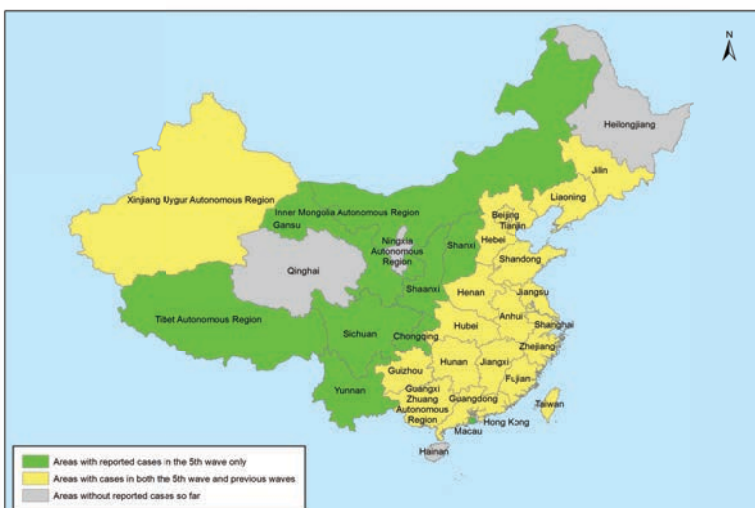 N
Heilongjiang
Jilin
Liaoning
Xinjiang Uygur Autonomous Region
Inner Mongolia Autonomous Region
Gansu
Beijing
Tianjin
Hebei
Ningxia
Autonomous
Region
Shanxi
Shandong
Qinghai
Shaanxi
Henan
Jiangsu
Tibet Autonomous Region
Sichuan
Chongqing
Hubei
Anhui
Shanghai
Zhejiang
Guizhou
Hunan
Jiangxi
Fujian
Yunnan
Guangxi
Zhuang
Autonomous
Region
Guangdong
Taiwan
Hong Kong
Macau
Hainan
Areas with reported cases in the 5th wave only
Areas with cases in both the 5th wave and previous waves
Areas without reported cases so far